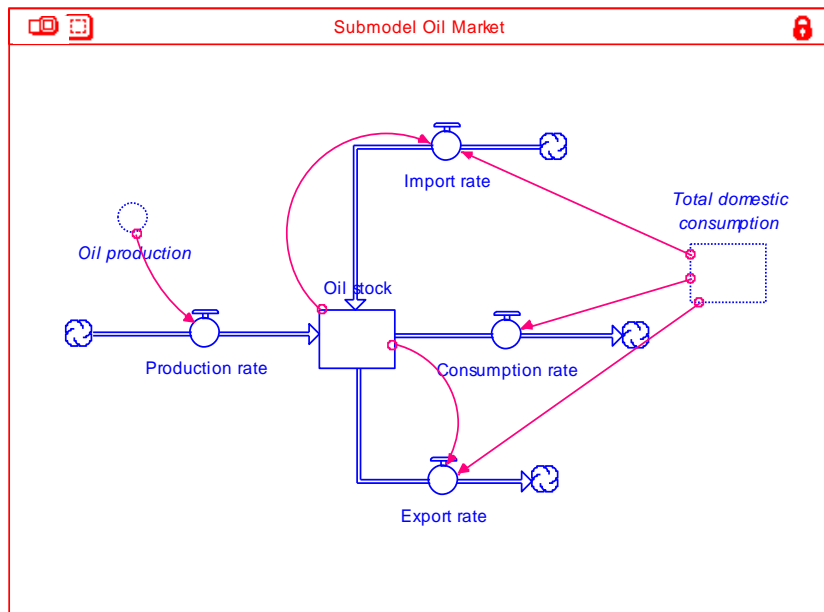 Submodel Oil Market
Import rate
Total domestic
consumption
Oil production
Oil stock
Production rate
Consumption rate
Export rate